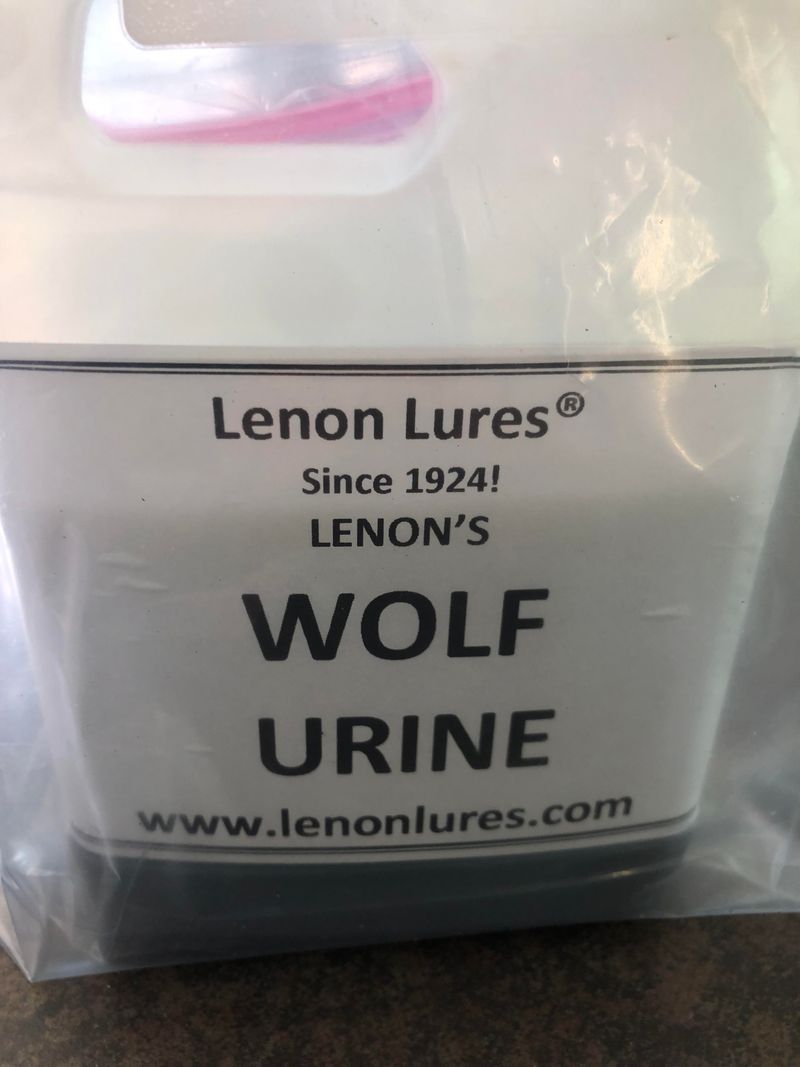 Lenon Lures®
Since 1924!
LENON'S
WOLF
URINE
www.lenonlures.com